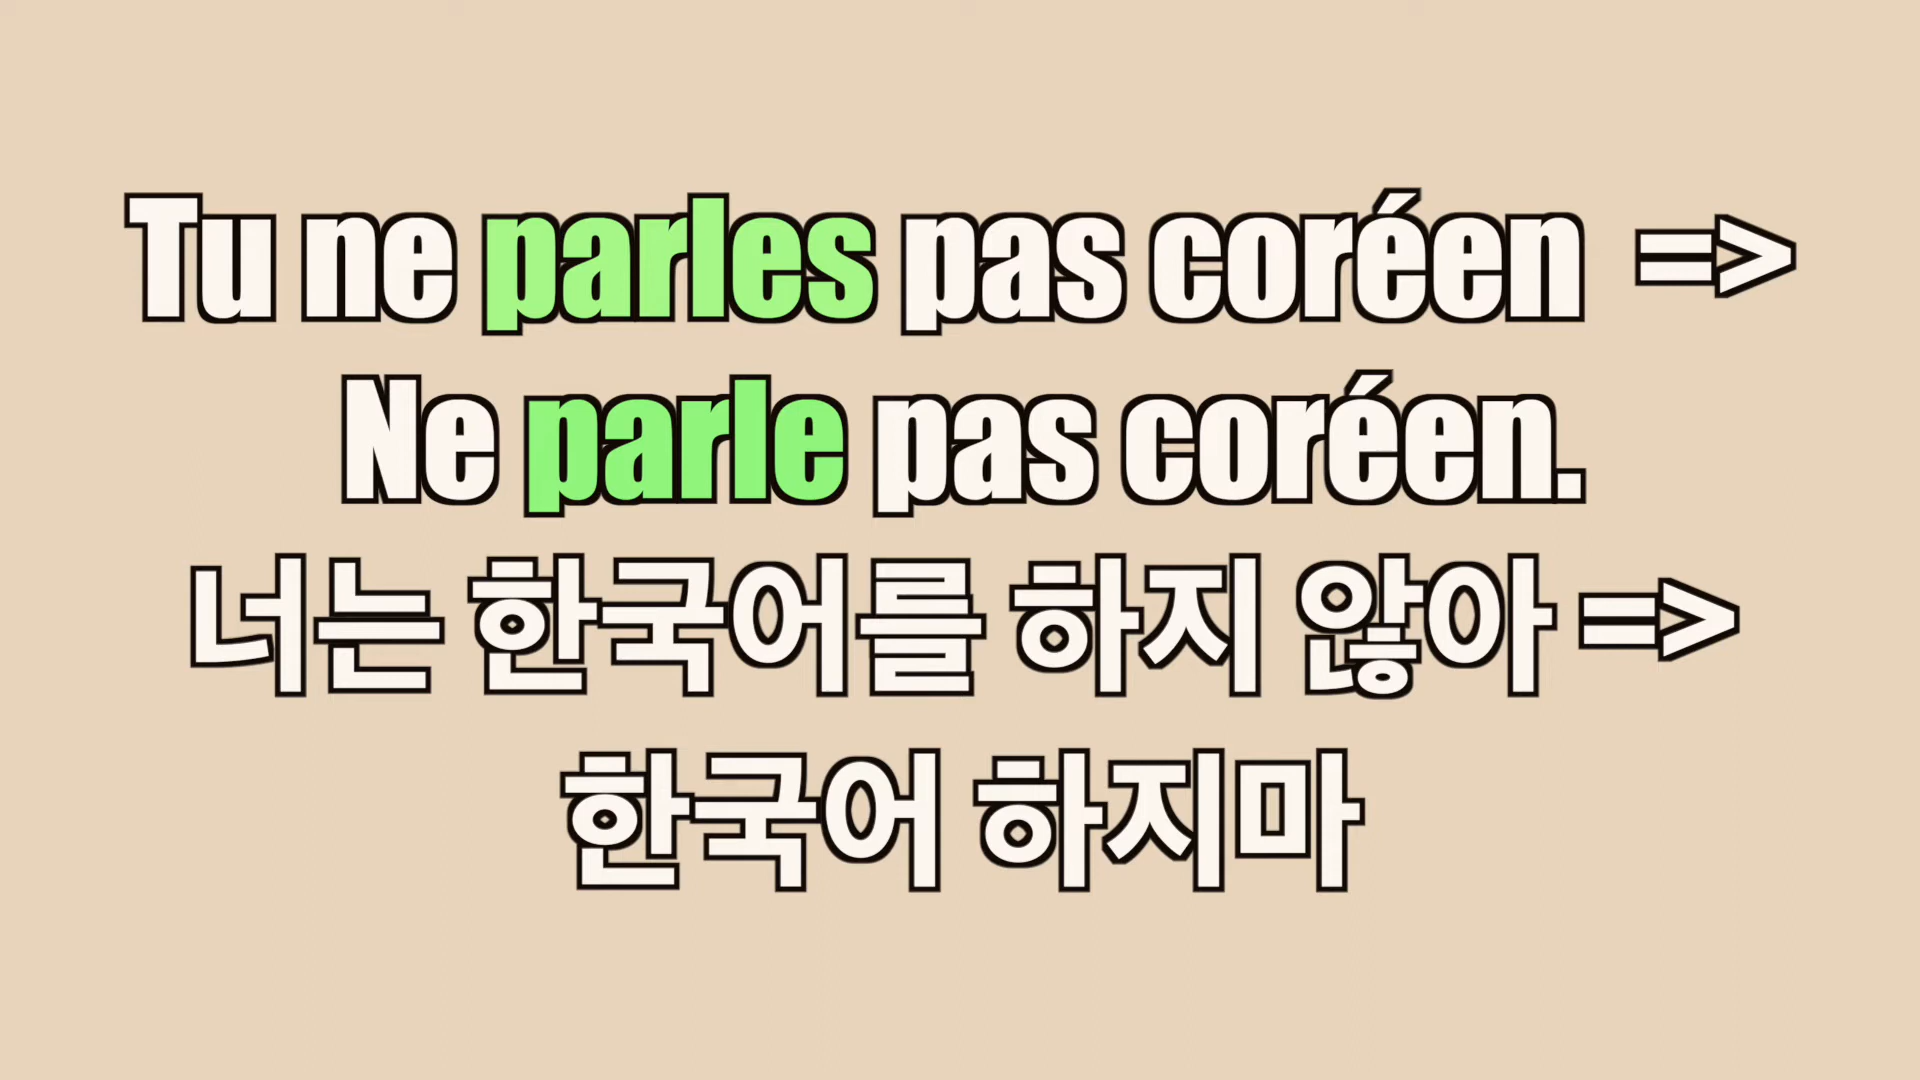 Tu ne parles pas coréen =>
Ne parle pas coréen.
너는 한국어를 하지 않아 =>
한국어 하지마